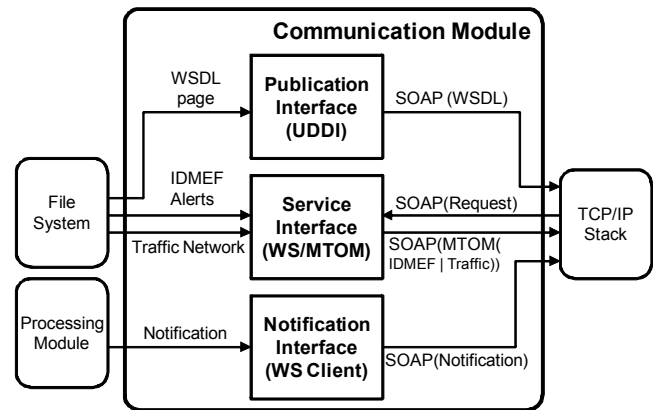 Communication Module
WSDL
page
Publication
Interface
(UDDI)
SOAP (WSDL)
File
System
IDMEF
Alerts
Traffic Network
Service
Interface
(WS/MTOM)
SOAP(Request)
SOAP(MTOM(
IDMEF | Traffic))
TCP/IP
Stack
Processing
Module
Notification
Notification
Interface
(WS Client)
SOAP(Notification)